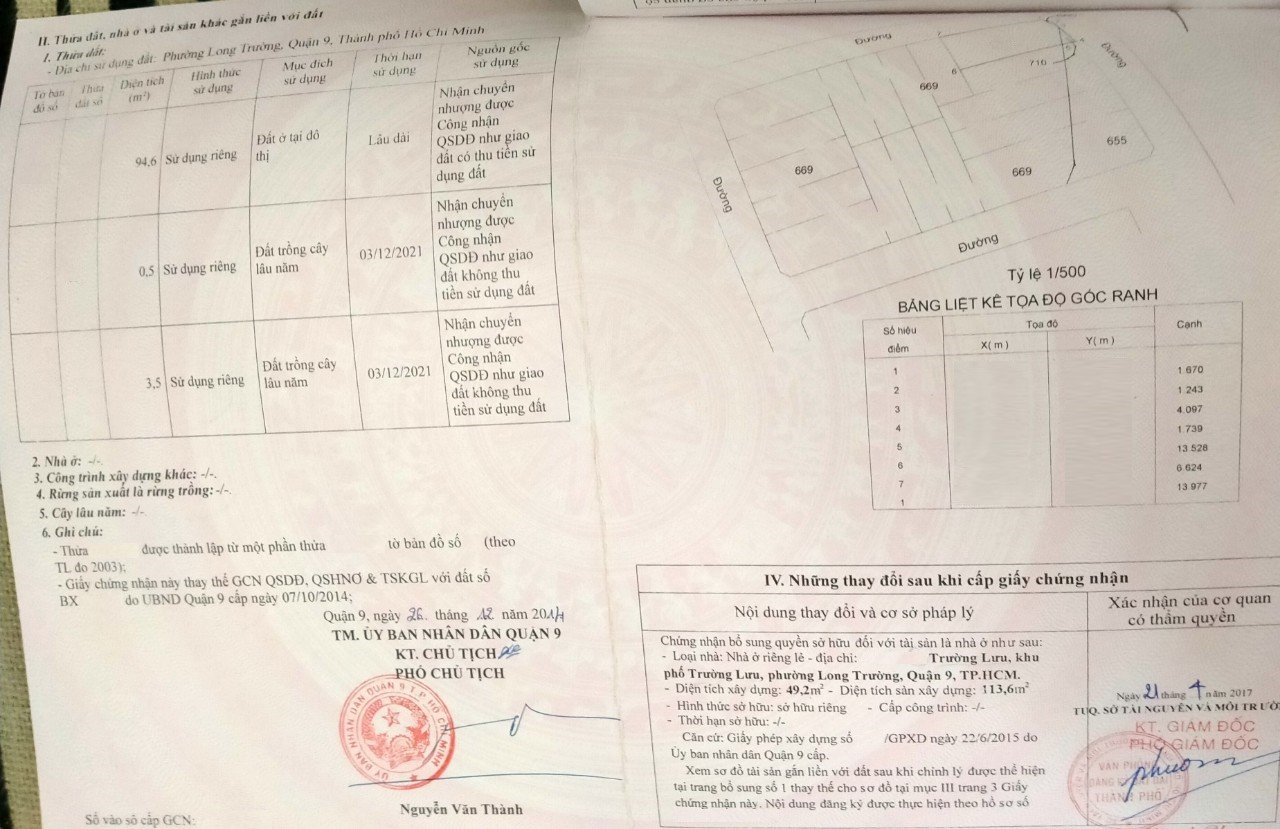 II. Thửa đất, nhà ở và tài sản khác gắn liền với đất
1. Thửa đất:
- Địa chỉ sử dụng đất: Phường Long Trường, Quận 9, Thành phố Hồ Chí Minh
Tờ bản đồ số
Thửa đất số
Diện tích (m²)
Hình thức sử dụng
Mục đích sử dụng
Thời hạn sử dụng
Nguồn gốc sử dụng
94,6 Sử dụng riêng
Đất ở tại đô thị
Lâu dài
Nhận chuyển
nhượng được
Công nhận
QSDĐ như giao
đất có thu tiền sử
dụng đất
0,5 Sử dụng riêng
Đất trồng cây
lâu năm
03/12/2021
Nhận chuyển
nhượng được
Công nhận
QSDĐ như giao
đất không thu
tiền sử dụng đất
3,5 Sử dụng riêng
Đất trồng cây
lâu năm
03/12/2021
Nhận chuyển
nhượng được
Công nhận
QSDĐ như giao
đất không thu
tiền sử dụng đất
2. Nhà ở: -/-.
3. Công trình xây dựng khác: -/-.
4. Rừng sản xuất là rừng trồng: -/-.
5. Cây lâu năm: -/-.
6. Ghi chú:
- Thửa được thành lập từ một phần thửa tờ bản đồ số (theo
TL đo 2003);
- Giấy chứng nhận này thay thế GCN QSDĐ, QSHNƠ & TSKGL với đất số
BX do UBND Quận 9 cấp ngày 07/10/2014;
Quận 9, ngày 26 tháng 12 năm 2014
TM. ỦY BAN NHÂN DÂN QUẬN 9
KT. CHỦ TỊCH
PHÓ CHỦ TỊCH
Nguyễn Văn Thành
Số vào sổ cấp GCN:
Đường
Đường
7
6
5
710
669
655
669
669
Đường
Đường
Tỷ lệ 1/500
BẢNG LIỆT KÊ TỌA ĐỘ GÓC RANH
Số hiệu điểm
Tọa độ
X( m )
Y( m )
Cạnh
1
1.670
2
1.243
3
4.097
4
1.739
5
13.528
6
6.624
7
13.977
1
IV. Những thay đổi sau khi cấp giấy chứng nhận
Nội dung thay đổi và cơ sở pháp lý
Xác nhận của cơ quan
có thẩm quyền
Chứng nhận bổ sung quyền sở hữu đối với tài sản là nhà ở như sau:
- Loại nhà: Nhà ở riêng lẻ - địa chỉ: Trường Lưu, khu
phố Trường Lưu, phường Long Trường, Quận 9, TP.HCM.
- Diện tích xây dựng: 49,2m² - Diện tích sàn xây dựng: 113,6m²
- Hình thức sở hữu: sở hữu riêng - Cấp công trình: -/-
- Thời hạn sở hữu: -/-
Căn cứ: Giấy phép xây dựng số /GPXD ngày 22/6/2015 do
Ủy ban nhân dân Quận 9 cấp.
Xem sơ đồ tài sản gắn liền với đất sau khi chỉnh lý được thể hiện
tại trang bổ sung số 1 thay thế cho sơ đồ tại mục III trang 3 Giấy
chứng nhận này. Nội dung đăng ký được thực hiện theo hồ sơ số
Ngày 21 tháng 4 năm 2017
TUQ. SỞ TÀI NGUYÊN VÀ MÔI TRƯỜ
KT. GIÁM ĐỐC
PHÓ GIÁM ĐỐC
VĂN PHÒNG
ĐĂNG KÝ ĐẤT ĐAI
THÀNH PHỐ